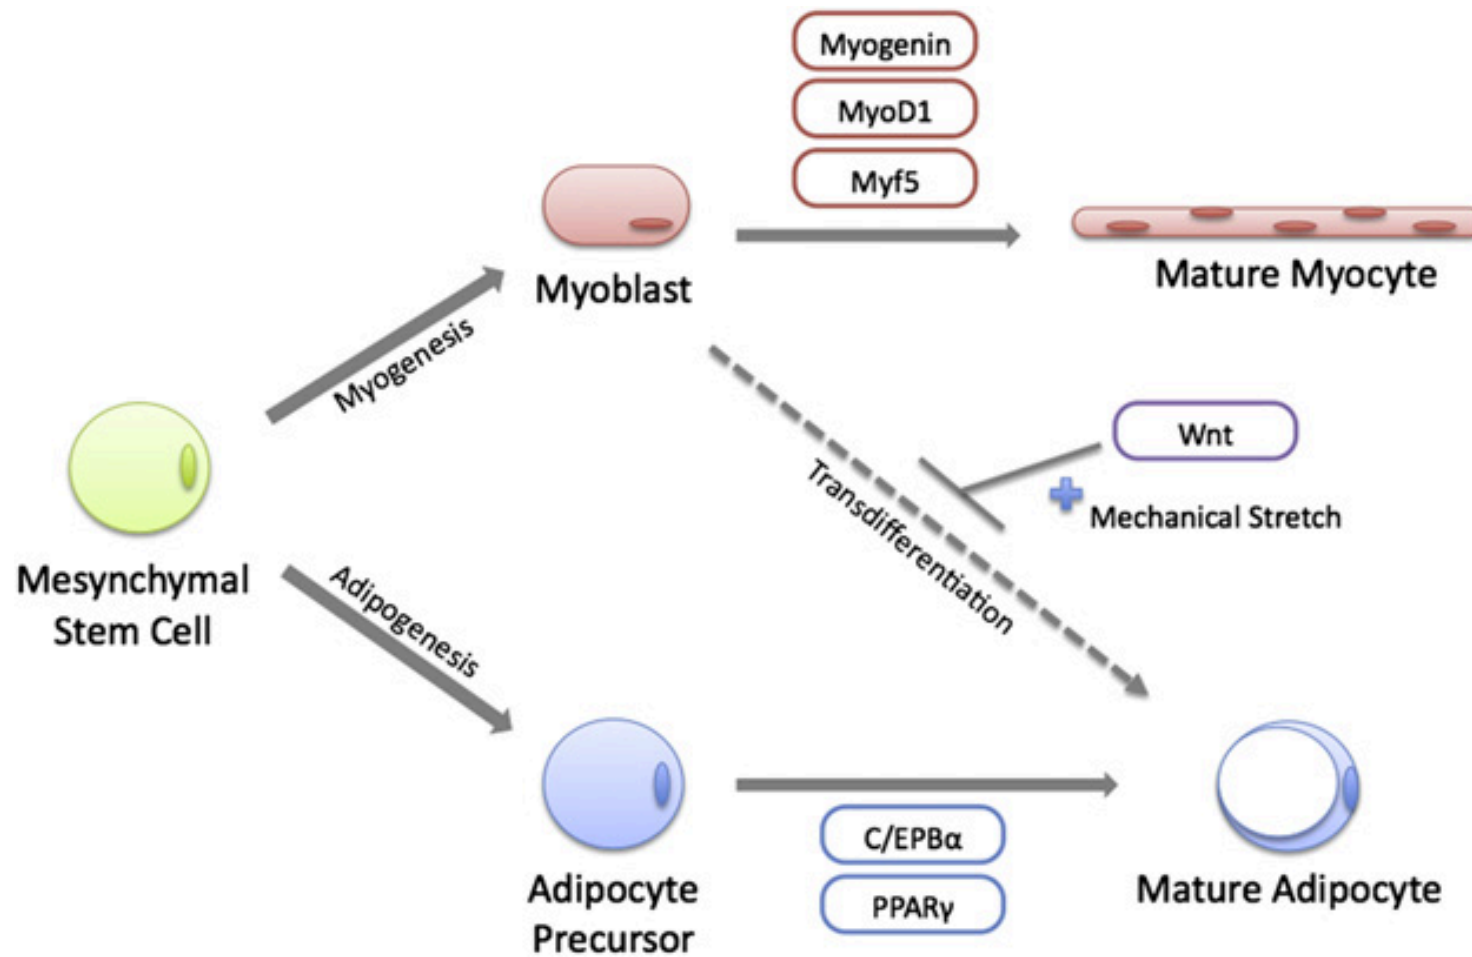 Myogenin
MyoD1
Myf5
Myoblast
Mature Myocyte
Myogenesis
Wnt
Mechanical Stretch
Transdifferentiation
Mesynchymal
Stem Cell
Adipogenesis
C/EPBα
PPARγ
Adipocyte
Precursor
Mature Adipocyte